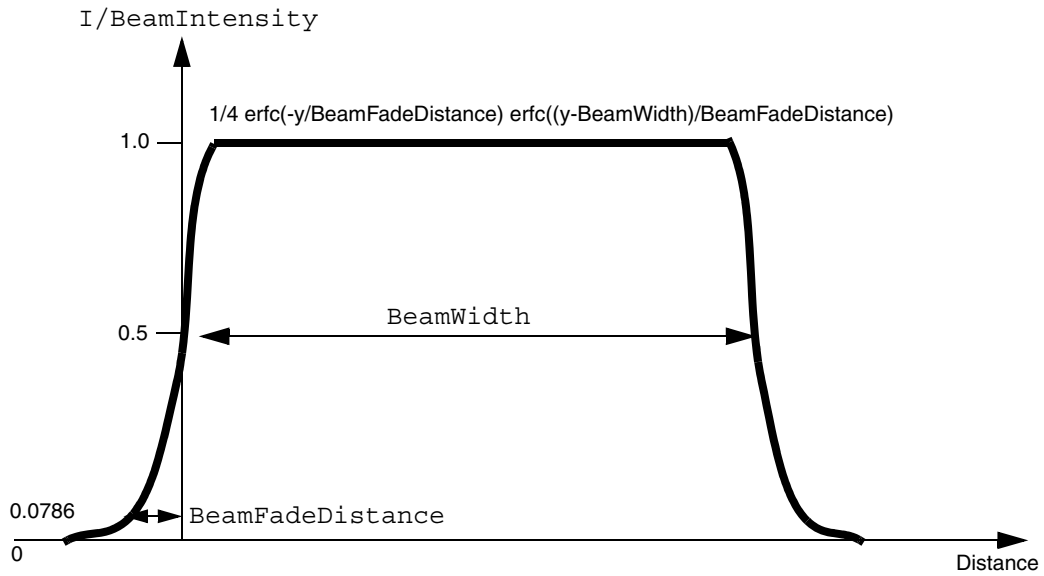 I/BeamIntensity
1/4 erfc(-y/BeamFadeDistance) erfc((y-BeamWidth)/BeamFadeDistance)
1.0
BeamWidth
0.5
0.0786
BeamFadeDistance
0
Distance